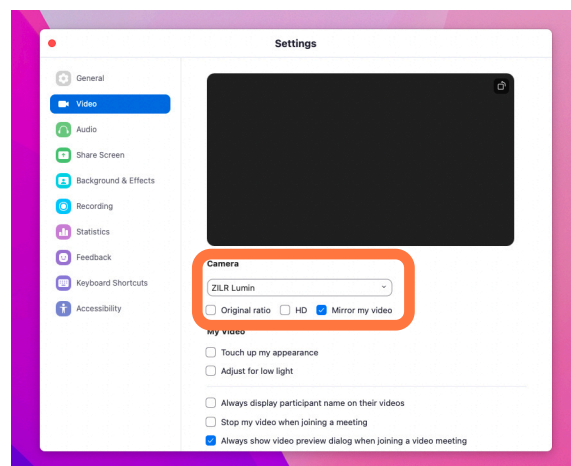 Settings
General
Video
Audio
Share Screen
Background & Effects
Recording
Statistics
Feedback
Keyboard Shortcuts
Accessibility
Camera
ZILR Lumin
Original ratio HD Mirror my video
My Video
Touch up my appearance
Adjust for low light
Always display participant name on their videos
Stop my video when joining a meeting
Always show video preview dialog when joining a video meeting